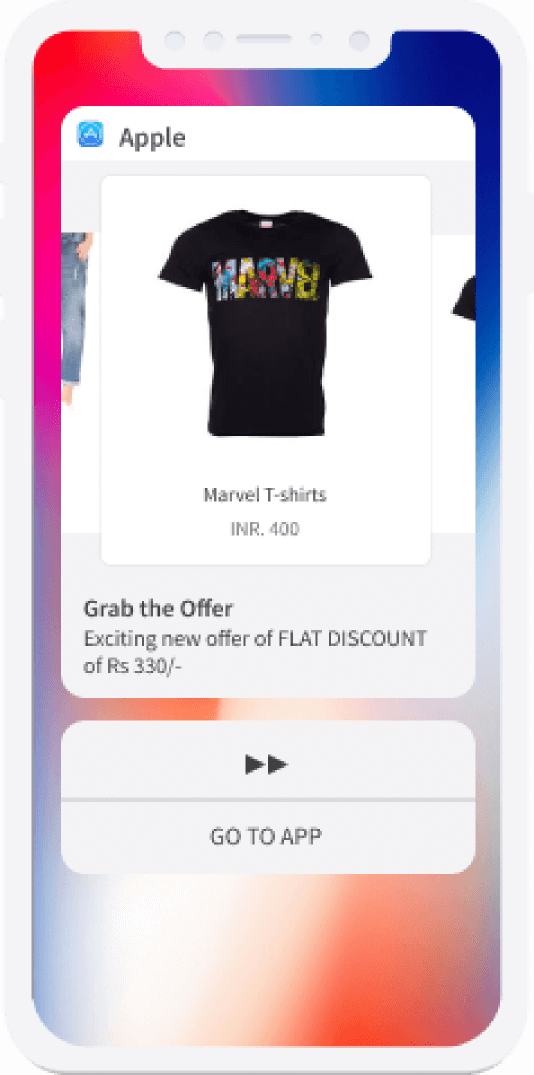 Apple
MARVEL
Marvel T-shirts
INR. 400
Grab the Offer
Exciting new offer of FLAT DISCOUNT
of Rs 330/-
GO TO APP